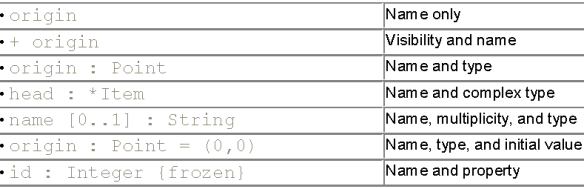 • origin Name only
• + origin Visibility and name
• origin : Point Name and type
• head : *Item Name and complex type
• name [0..1] : String Name, multiplicity, and type
• origin : Point = (0,0) Name, type, and initial value
• id : Integer {frozen} Name and property